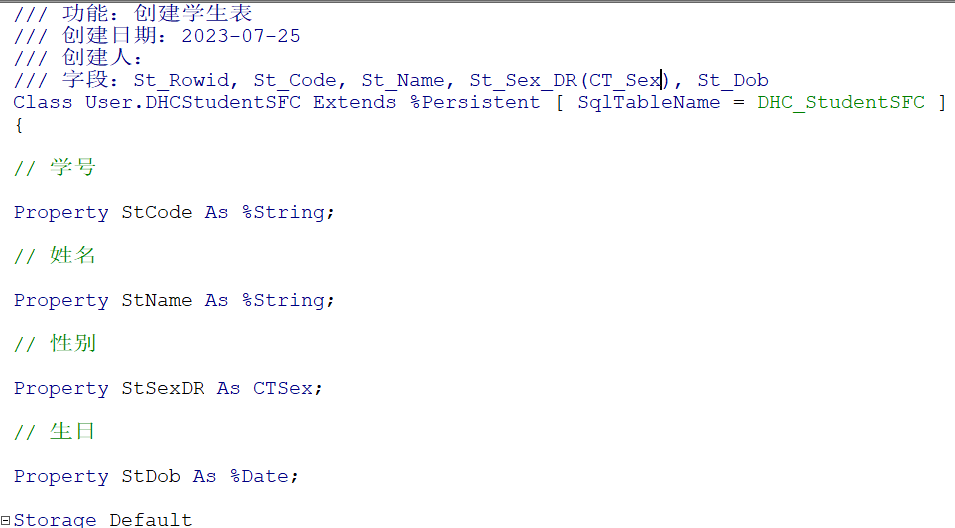 /// 功能：创建学生表
/// 创建日期：2023-07-25
/// 创建人：
/// 字段：St_Rowid, St_Code, St_Name, St_Sex_DR(CT_Sex), St_Dob
Class User.DHCStudentSFC Extends %Persistent [ SqlTableName = DHC_StudentSFC ]
{
// 学号
Property StCode As %String;
// 姓名
Property StName As %String;
// 性别
Property StSexDR As CTSex;
// 生日
Property StDob As %Date;
Storage Default